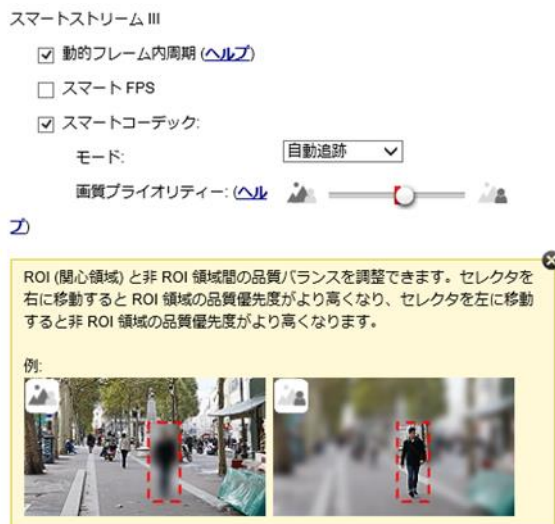 スマートストリーム III
動的フレーム内周期 (ヘルプ)
スマート FPS
スマートコーデック:
モード: 自動追跡
画質プライオリティー: (ヘル
プ)
ROI (関心領域) と非 ROI 領域間の品質バランスを調整できます。セレクタを
右に移動すると ROI 領域の品質優先度がより高くなり、セレクタを左に移動
すると非 ROI 領域の品質優先度がより高くなります。
例: